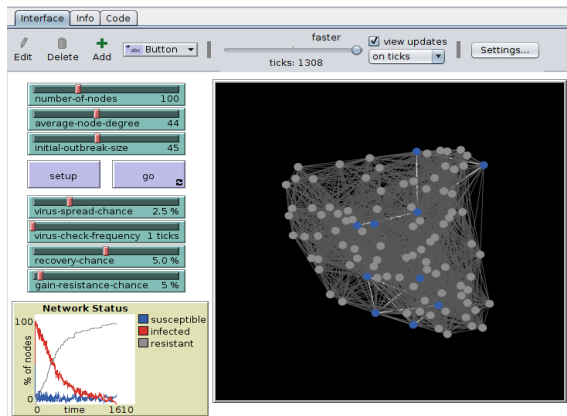 Interface Info Code
Edit Delete Add abc Button faster view updates Settings...
ticks: 1308 on ticks
number-of-nodes 100
average-node-degree 44
initial-outbreak-size 45
setup go
virus-spread-chance 2.5 %
virus-check-frequency 1 ticks
recovery-chance 5.0 %
gain-resistance-chance 5 %
Network Status
100
% of nodes
0
0 time 1610
susceptible
infected
resistant